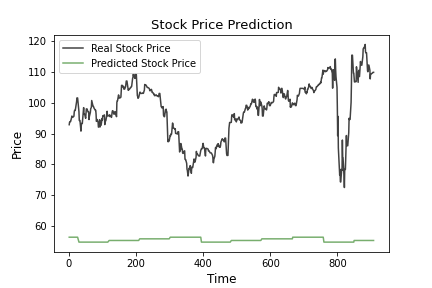 Stock Price Prediction
Real Stock Price
Predicted Stock Price
Price
120
110
100
90
80
70
60
0 200 400 600 800
Time